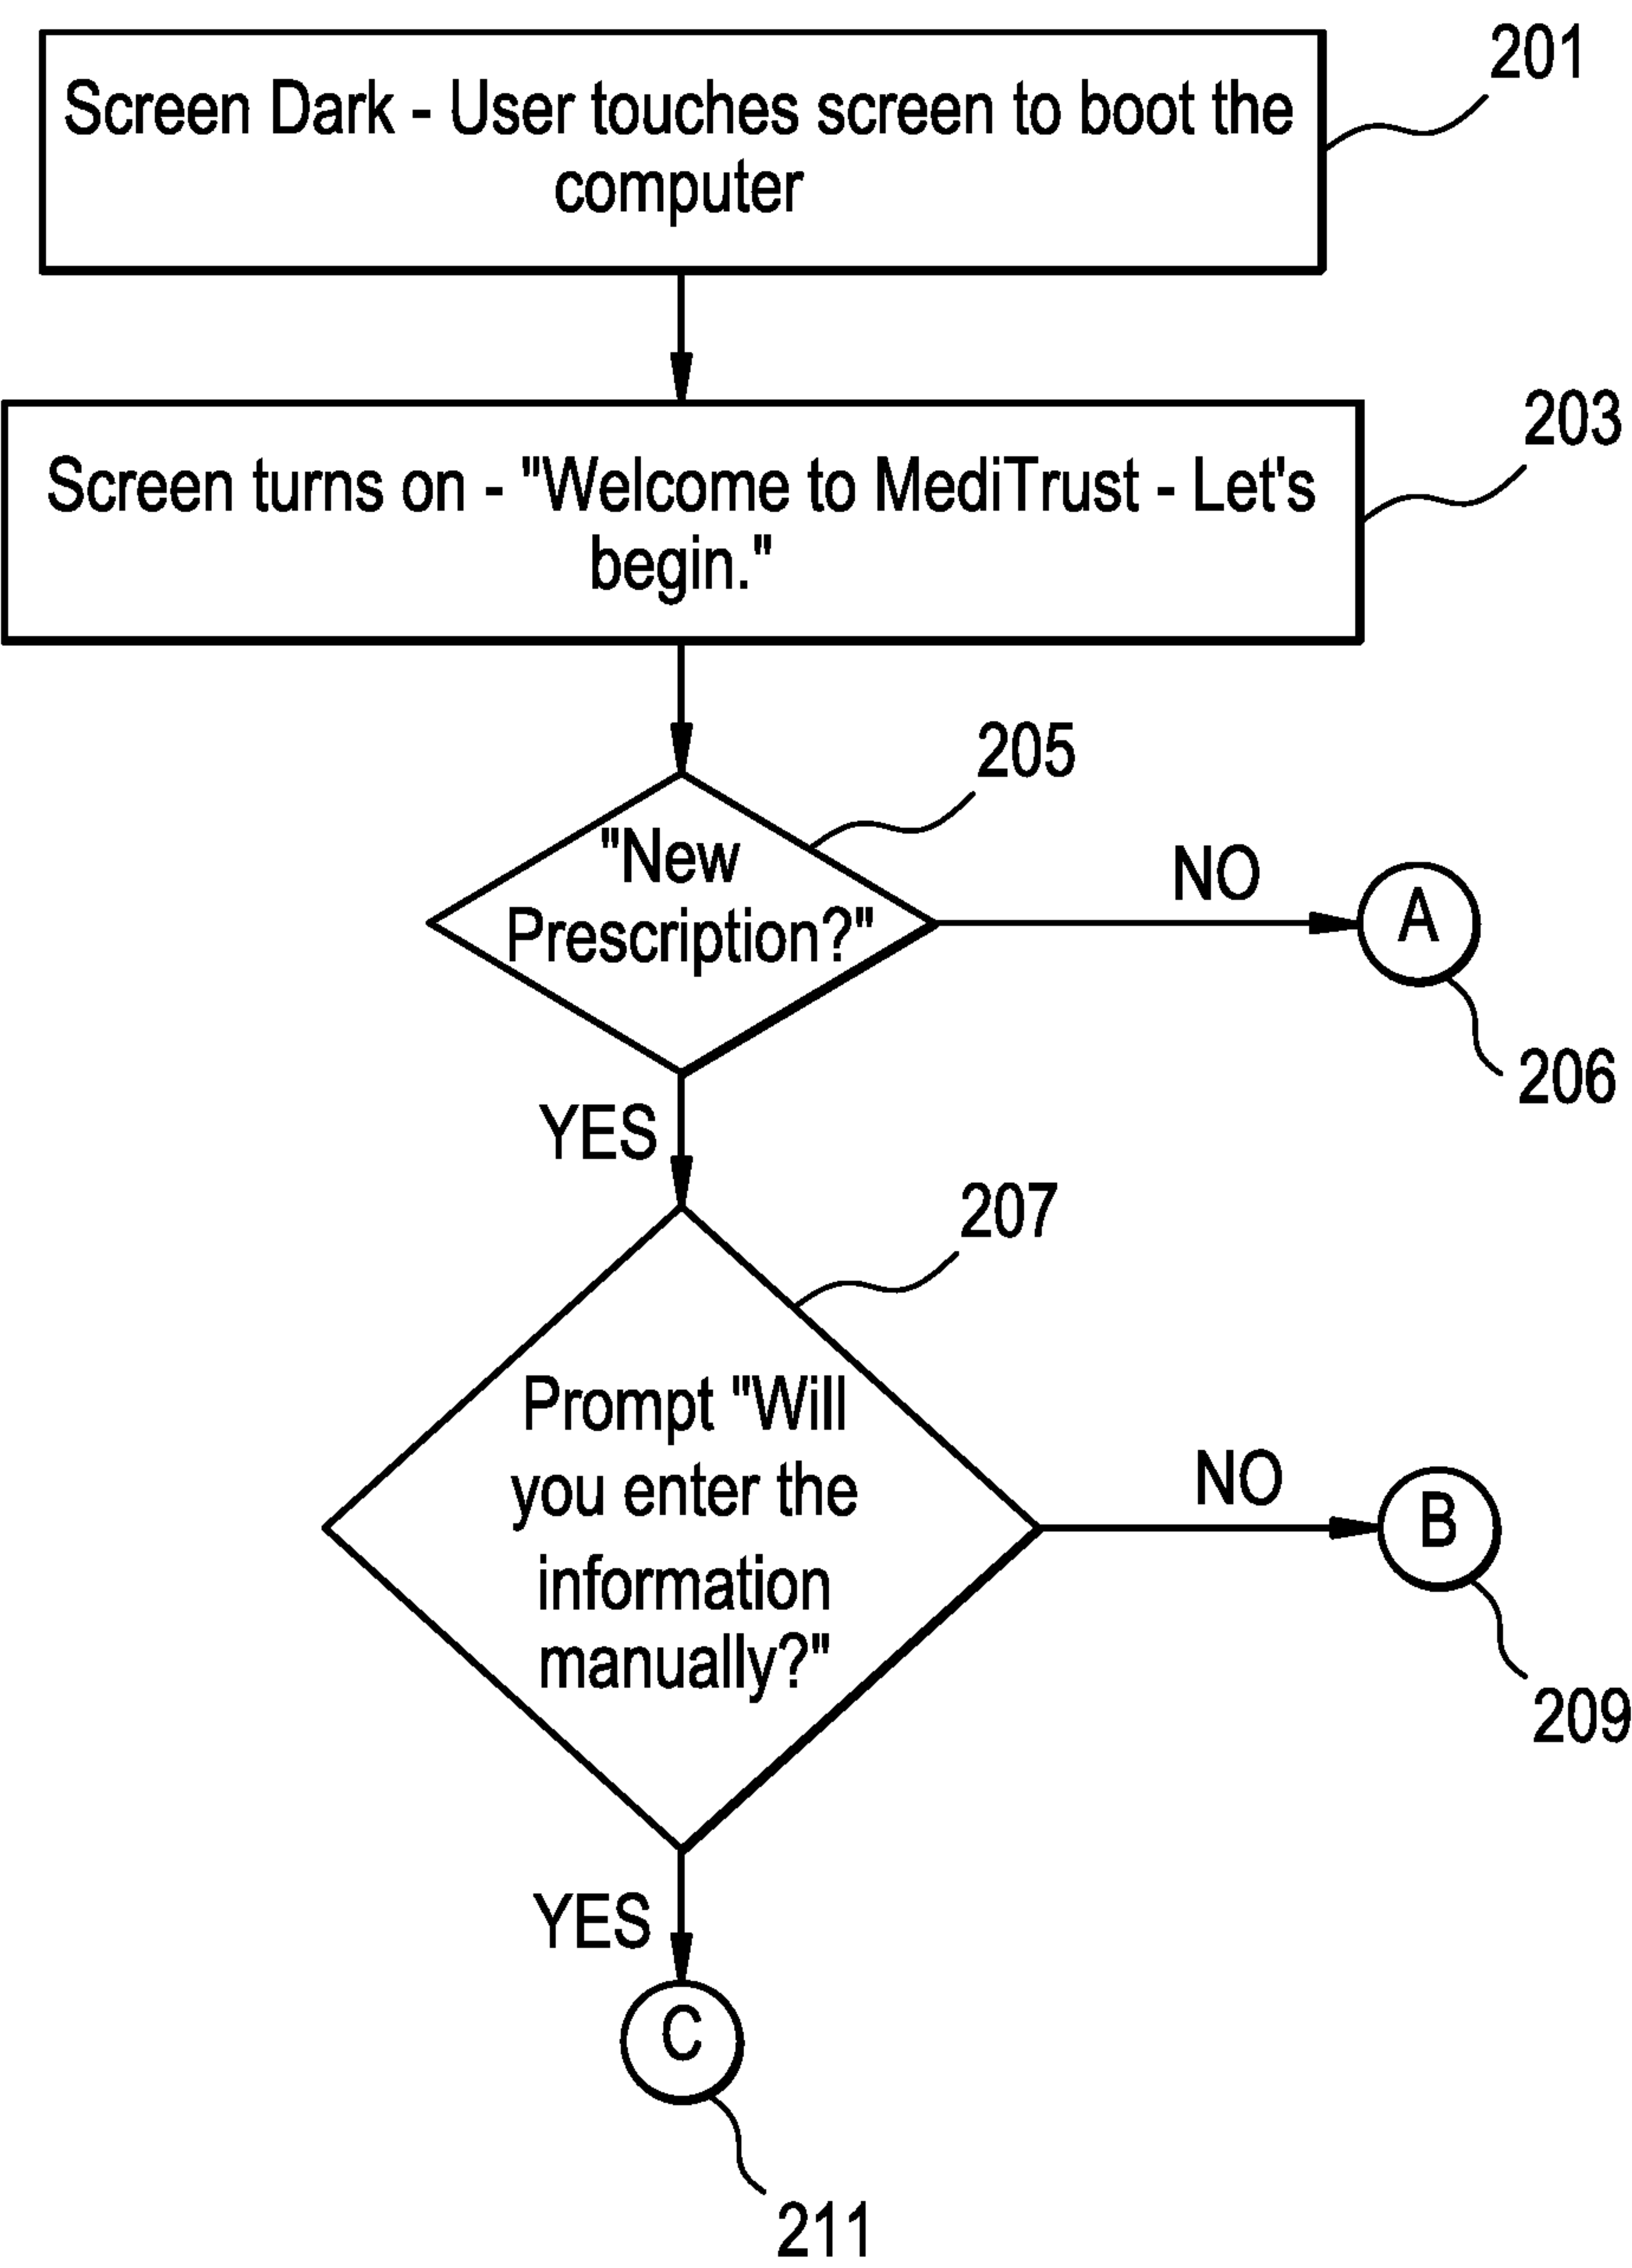 201
Screen Dark - User touches screen to boot the
computer
203
Screen turns on - "Welcome to MediTrust - Let's
begin."
205
"New
Prescription?"
NO
A
206
YES
207
Prompt "Will
you enter the
information
manually?"
NO
B
209
YES
C
211